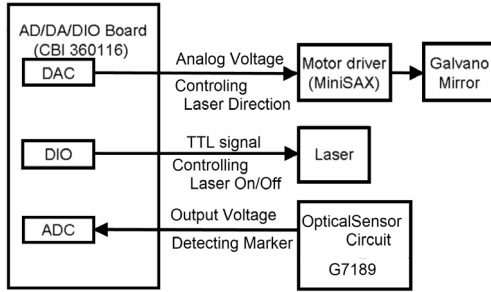 AD/DA/DIO Board
(CBI 360116)
DAC
Analog Voltage
Controling
Laser Direction
Motor driver
(MiniSAX)
Galvano
Mirror
DIO
TTL signal
Controlling
Laser On/Off
Laser
ADC
Output Voltage
Detecting Marker
OpticalSensor
Circuit
G7189